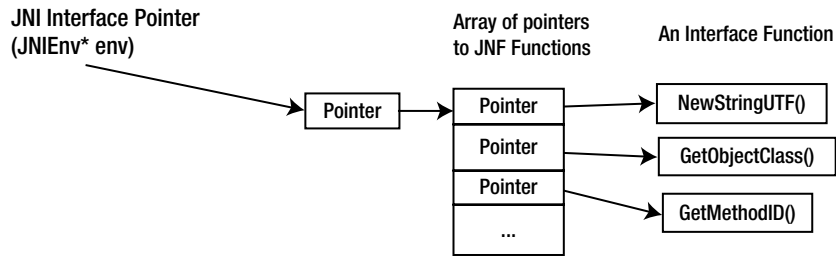 JNI Interface Pointer
(JNIEnv* env)
Array of pointers
to JNF Functions
An Interface Function
Pointer
Pointer
NewStringUTF()
Pointer
GetObjectClass()
Pointer
GetMethodID()
...